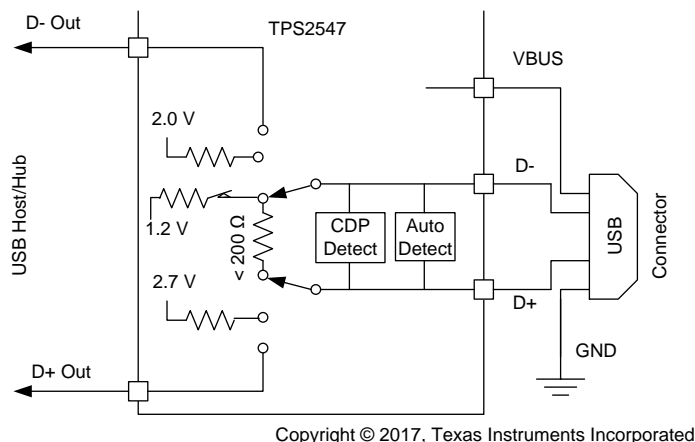 D- Out
TPS2547
VBUS
2.0 V
D-
1.2 V
< 200 Ω
CDP
Detect
Auto
Detect
USB
Connector
USB Host/Hub
2.7 V
D+
D+ Out
GND
Copyright © 2017, Texas Instruments Incorporated